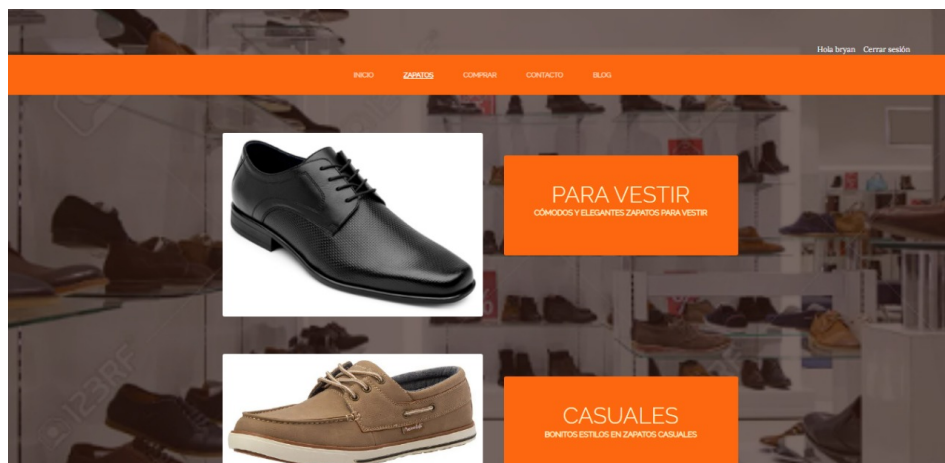 Hola bryan Cerrar sesión
INICIO ZAPATOS COMPRAR CONTACTO BLOG
PARA VESTIR
CÓMODOS Y ELEGANTES ZAPATOS PARA VESTIR
CASUALES
BONITOS ESTILOS EN ZAPATOS CASUALES
@123RF